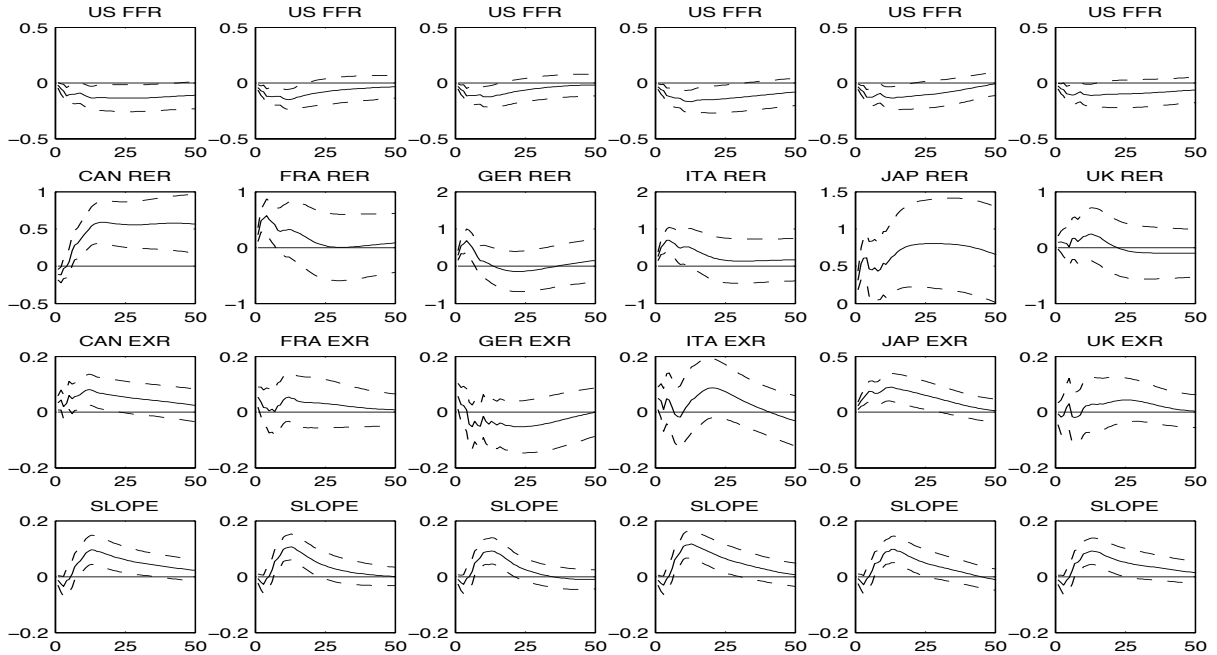 US FFR US FFR US FFR US FFR US FFR US FFR
0.5 0.5 0.5 0.5 0.5 0.5
0 0 0 0 0 0
−0.5 −0.5 −0.5 −0.5 −0.5 −0.5
0 25 50 0 25 50 0 25 50 0 25 50 0 25 50 0 25 50
CAN RER FRA RER GER RER ITA RER JAP RER UK RER
1 1 2 2 1.5 1
0.5 1 1 1
0 0
0 0 0 0.5
−0.5 −1 −1 −1 0 −1
0 25 50 0 25 50 0 25 50 0 25 50 0 25 50 0 25 50
CAN EXR FRA EXR GER EXR ITA EXR JAP EXR UK EXR
0.2 0.2 0.2 0.2 0.5 0.2
0 0 0 0 0 0
−0.2 −0.2 −0.2 −0.2 −0.5 −0.2
0 25 50 0 25 50 0 25 50 0 25 50 0 25 50 0 25 50
SLOPE SLOPE SLOPE SLOPE SLOPE SLOPE
0.2 0.2 0.2 0.2 0.2 0.2
0 0 0 0 0 0
−0.2 −0.2 −0.2 −0.2 −0.2 −0.2
0 25 50 0 25 50 0 25 50 0 25 50 0 25 50 0 25 50